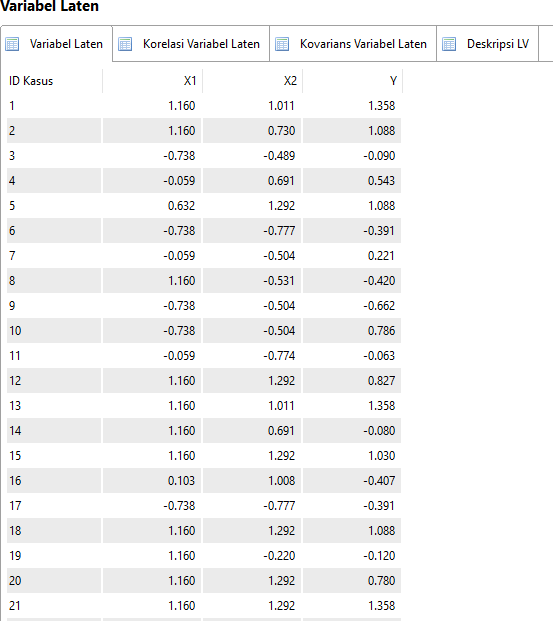 Variabel Laten
Variabel Laten Korelasi Variabel Laten Kovarians Variabel Laten Deskripsi LV
ID Kasus X1 X2 Y
1 1.160 1.011 1.358
2 1.160 0.730 1.088
3 -0.738 -0.489 -0.090
4 -0.059 0.691 0.543
5 0.632 1.292 1.088
6 -0.738 -0.777 -0.391
7 -0.059 -0.504 0.221
8 1.160 -0.531 -0.420
9 -0.738 -0.504 -0.662
10 -0.738 -0.504 0.786
11 -0.059 -0.774 -0.063
12 1.160 1.292 0.827
13 1.160 1.011 1.358
14 1.160 0.691 -0.080
15 1.160 1.292 1.030
16 0.103 1.008 -0.407
17 -0.738 -0.777 -0.391
18 1.160 1.292 1.088
19 1.160 -0.220 -0.120
20 1.160 1.292 0.780
21 1.160 1.292 1.358